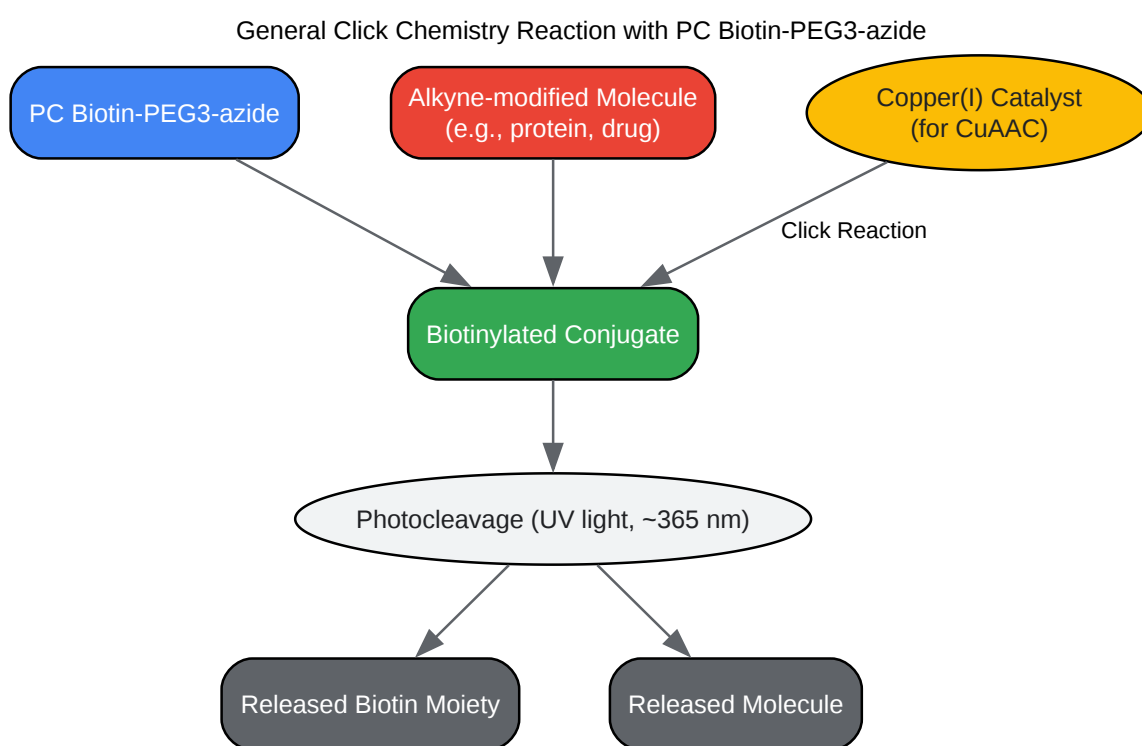 General Click Chemistry Reaction with PC Biotin-PEG3-azide
PC Biotin-PEG3-azide
Alkyne-modified Molecule
(e.g., protein, drug)
Copper(I) Catalyst
(for CuAAC)
Click Reaction
Biotinylated Conjugate
Photocleavage (UV light, ~365 nm)
Released Biotin Moiety
Released Molecule